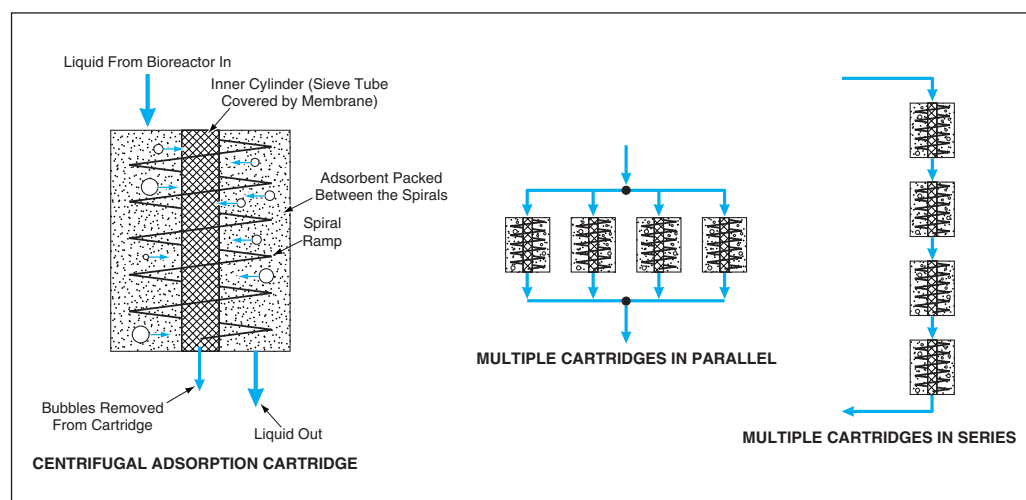 Liquid From Bioreactor In
Inner Cylinder (Sieve Tube
Covered by Membrane)
Adsorbent Packed
Between the Spirals
Spiral
Ramp
Bubbles Removed
From Cartridge
Liquid Out
CENTRIFUGAL ADSORPTION CARTRIDGE
MULTIPLE CARTRIDGES IN PARALLEL
MULTIPLE CARTRIDGES IN SERIES